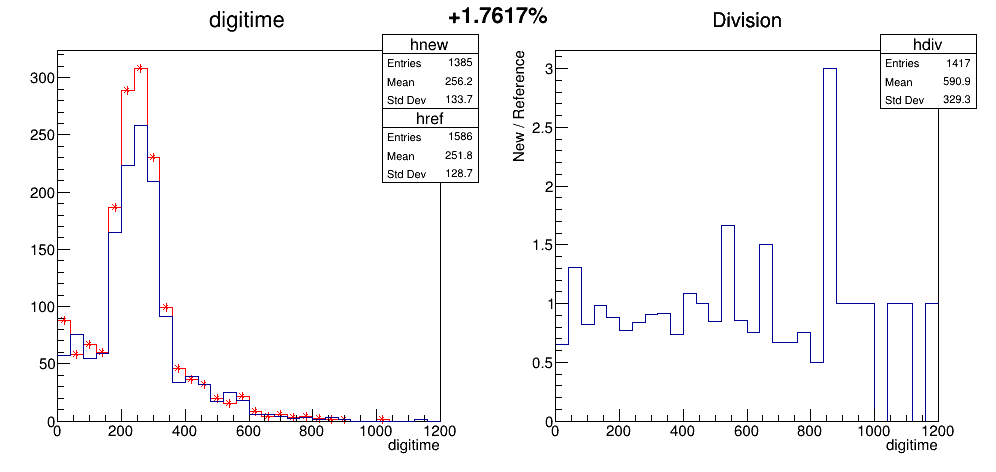 +1.7617%
digitime
hnew
Entries 1385
Mean 256.2
Std Dev 133.7
href
Entries 1586
Mean 251.8
Std Dev 128.7
300
250
200
150
100
50
0
0 200 400 600 800 1000 1200
digitime
Division
hdiv
Entries 1417
Mean 590.9
Std Dev 329.3
New / Reference
3
2.5
2
1.5
1
0.5
0
0 200 400 600 800 1000 1200
digitime